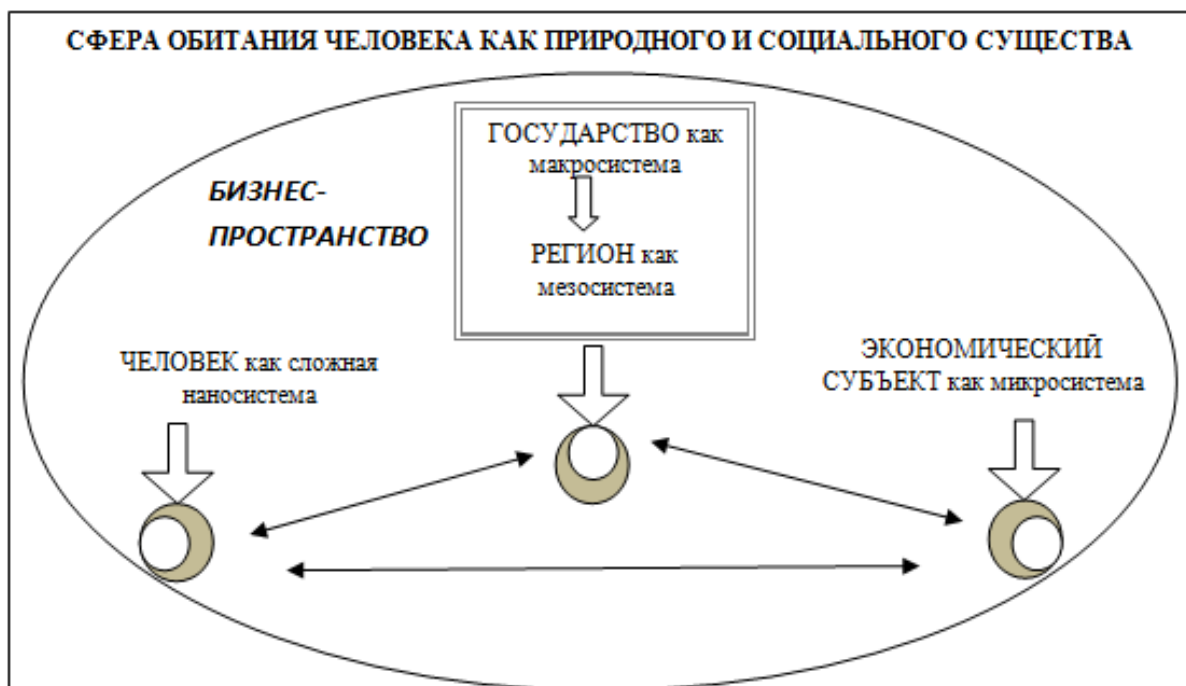 СФЕРА ОБИТАНИЯ ЧЕЛОВЕКА КАК ПРИРОДНОГО И СОЦИАЛЬНОГО СУЩЕСТВА
ГОСУДАРСТВО как
макросистема
БИЗНЕС-
ПРОСТРАНСТВО
РЕГИОН как
мезосистема
ЧЕЛОВЕК как сложная
наносистема
ЭКОНОМИЧЕСКИЙ
СУБЪЕКТ как микросистема